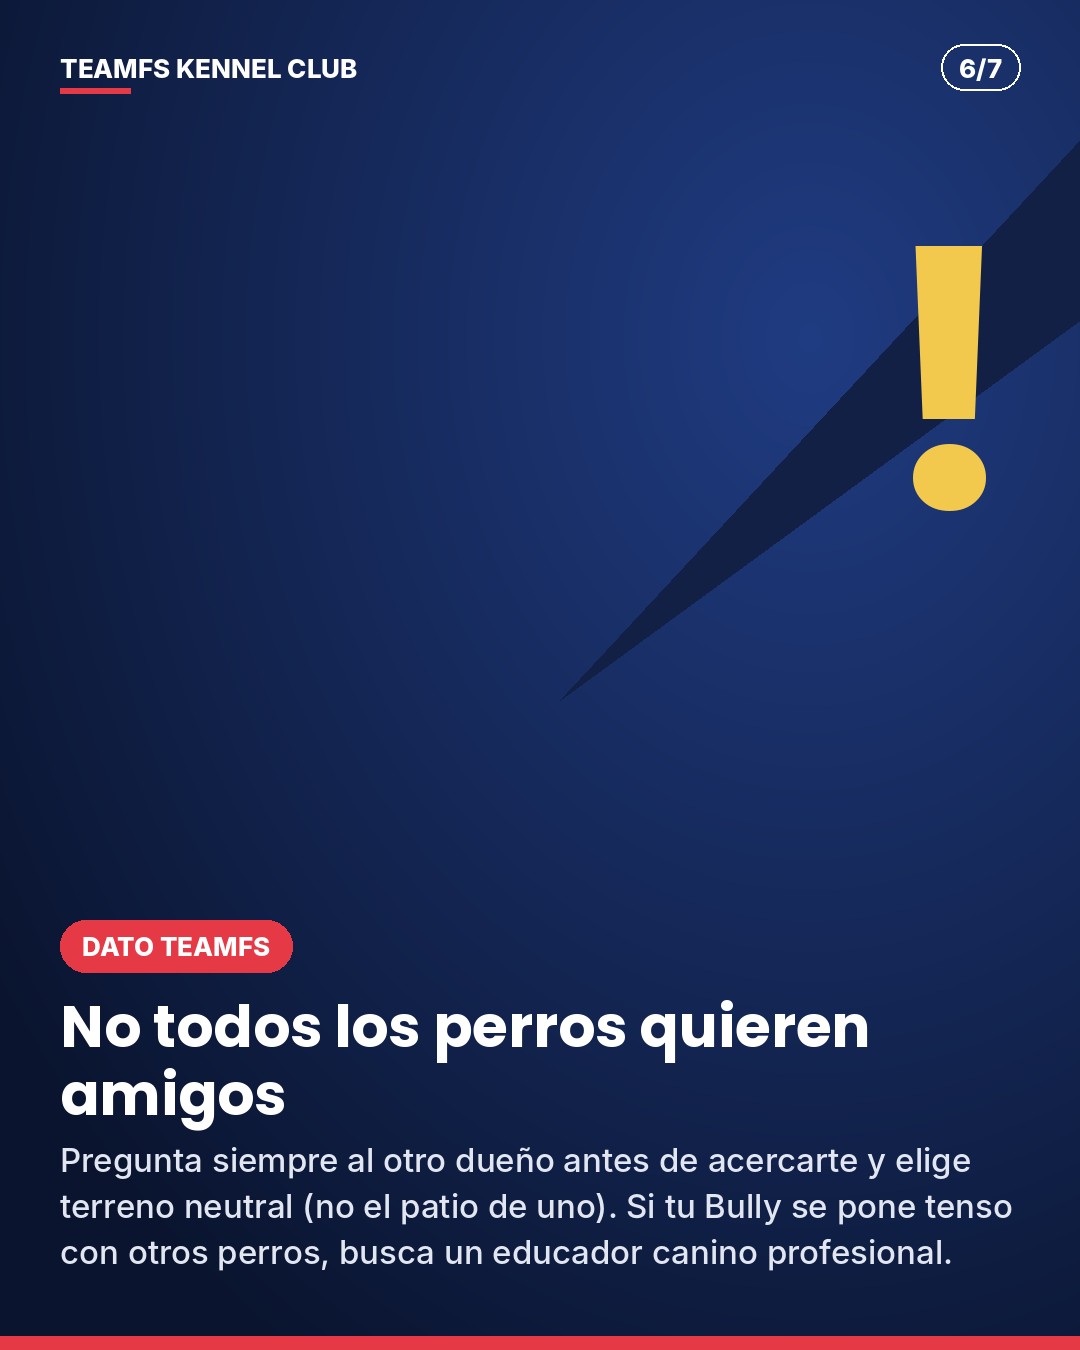 TEAMFS KENNEL CLUB
6/7
!
DATO TEAMFS
No todos los perros quieren
amigos
Pregunta siempre al otro dueño antes de acercarte y elige
terreno neutral (no el patio de uno). Si tu Bully se pone tenso
con otros perros, busca un educador canino profesional.